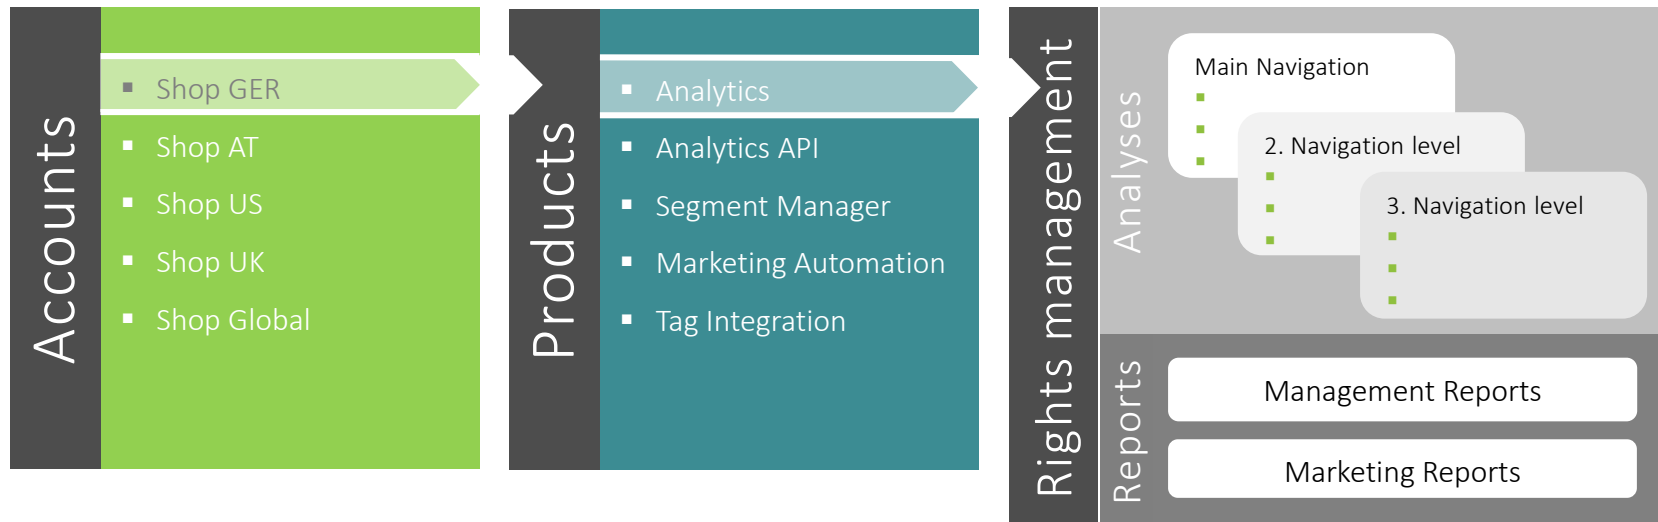 Accounts
Shop GER
Shop AT
Shop US
Shop UK
Shop Global
Products
Analytics
Analytics API
Segment Manager
Marketing Automation
Tag Integration
Rights management
Analyses
Main Navigation
2. Navigation level
3. Navigation level
Reports
Management Reports
Marketing Reports